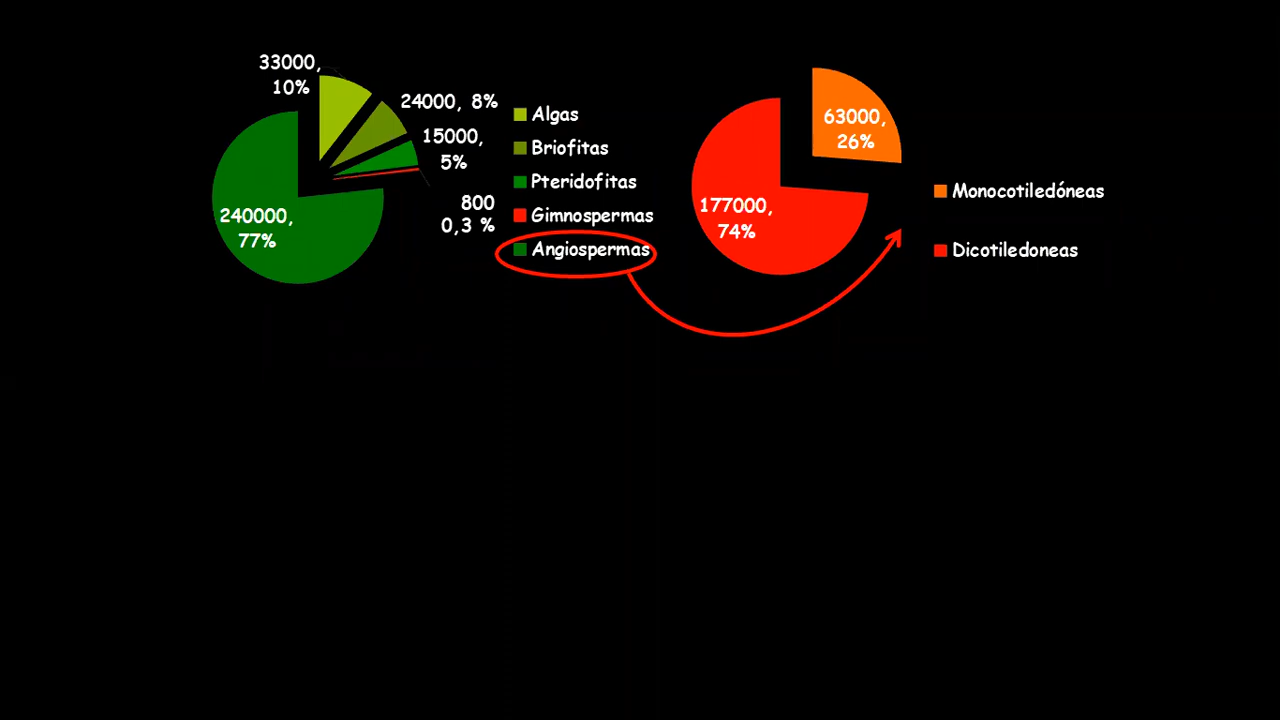 33000,
10%
24000, 8%
15000,
5%
800
0,3 %
240000,
77%
Algas
Briofitas
Pteridofitas
Gimnospermas
Angiospermas
63000,
26%
177000,
74%
Monocotiledóneas
Dicotiledoneas